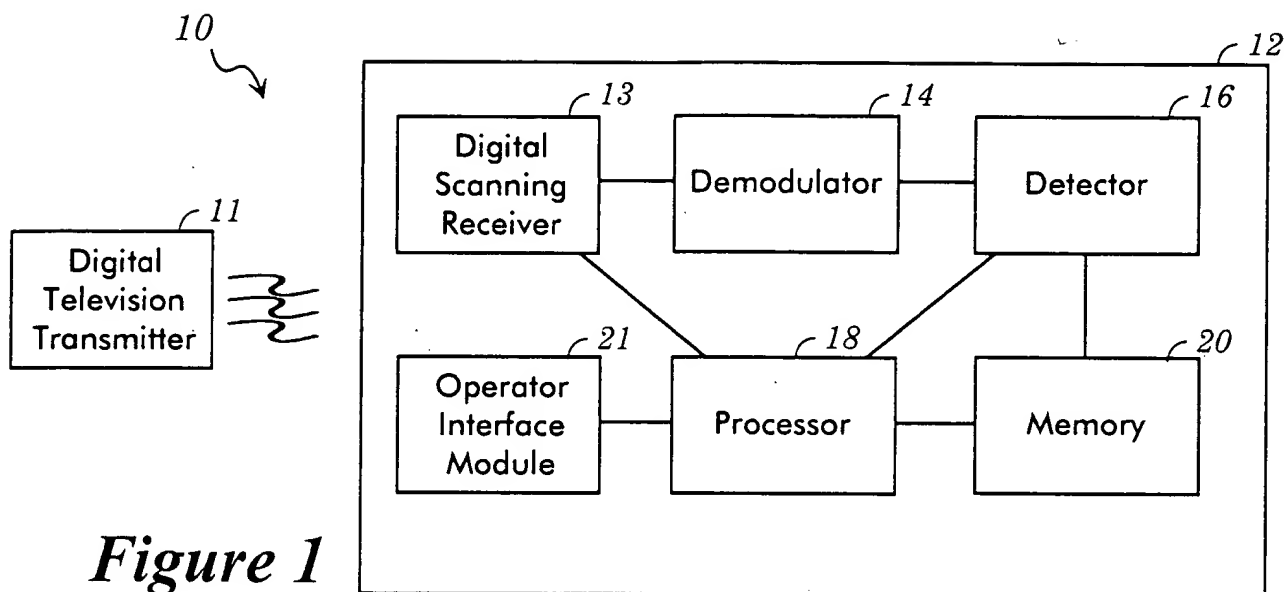 10
12
13
14
16
Digital
Scanning
Receiver
Demodulator
Detector
11
Digital
Television
Transmitter
21
18
20
Operator
Interface
Module
Processor
Memory
Figure 1